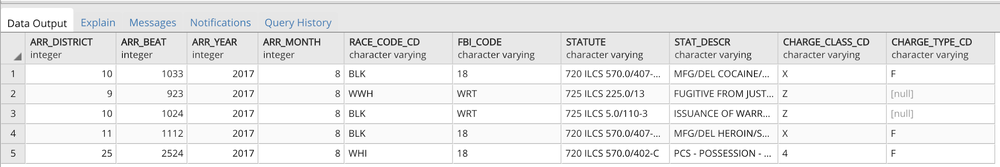 Data Output Explain Messages Notifications Query History
ARR_DISTRICT ARR_BEAT ARR_YEAR ARR_MONTH RACE_CODE_CD FBI_CODE STATUTE STAT_DESCR CHARGE_CLASS_CD CHARGE_TYPE_CD
integer integer integer integer character varying character varying character varying character varying character varying character varying
1 10 1033 2017 8 BLK 18 720 ILCS 570.0/407-... MFG/DEL COCAINE/... X F
2 9 923 2017 8 WWH WRT 725 ILCS 225.0/13 FUGITIVE FROM JUST... Z [null]
3 10 1024 2017 8 BLK WRT 725 ILCS 5.0/110-3 ISSUANCE OF WARR... Z [null]
4 11 1112 2017 8 BLK 18 720 ILCS 570.0/407-... MFG/DEL HEROIN/S... X F
5 25 2524 2017 8 WHI 18 720 ILCS 570.0/402-C PCS - POSSESSION - ... 4 F